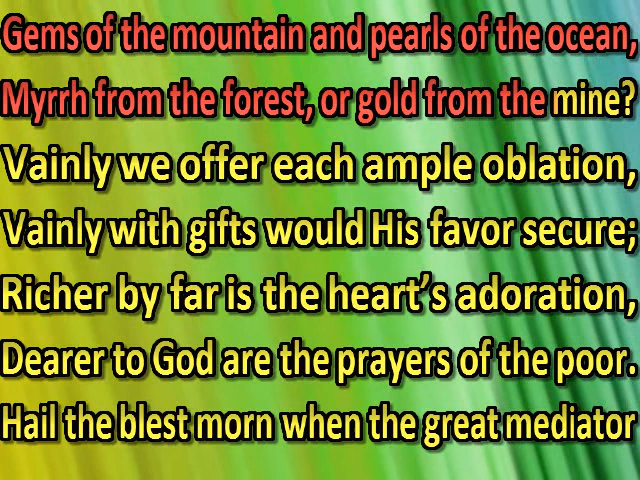 Gems of the mountain and pearls of the ocean,
Myrrh from the forest, or gold from the mine?
Vainly we offer each ample oblation,
Vainly with gifts would His favor secure;
Richer by far is the heart’s adoration,
Dearer to God are the prayers of the poor.
Hail the blest morn when the great mediator